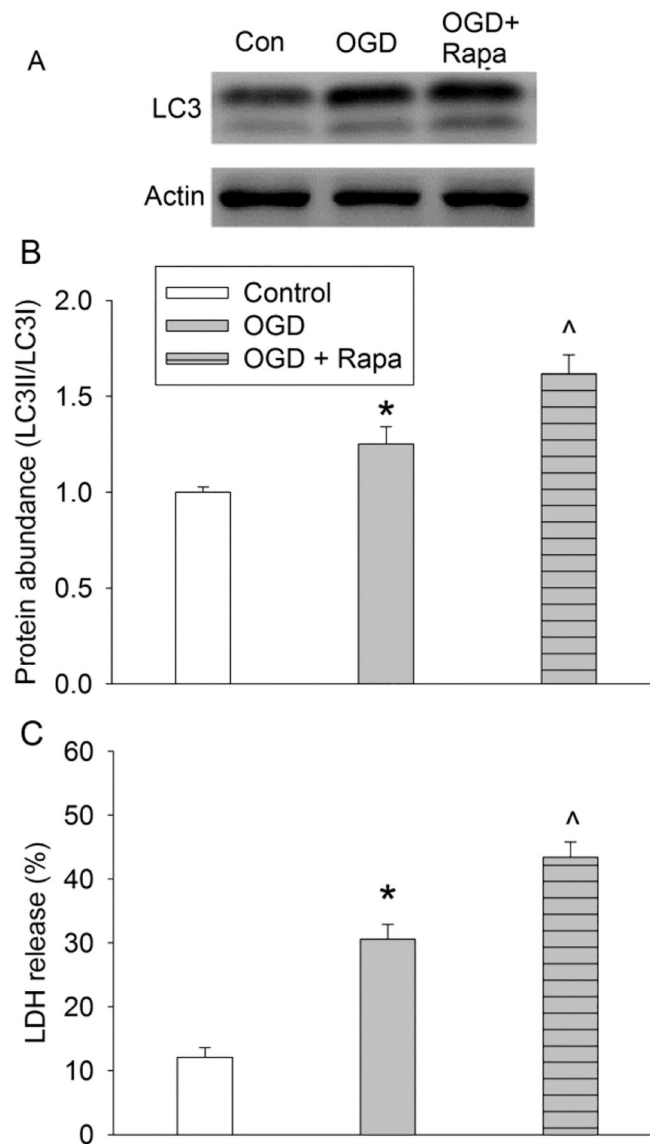 A
Con
OGD
OGD+
Rapa
LC3
Actin
B
Control
OGD
OGD + Rapa
Protein abundance (LC3II/LC3I)
2.0
1.5
1.0
0.5
0.0
*
^
C
LDH release (%)
60
50
40
30
20
10
0
*
^